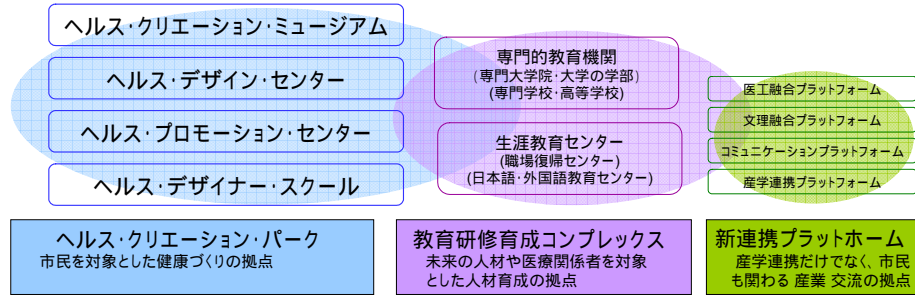 ヘルス・クリエーション・ミュージアム
ヘルス・デザイン・センター
ヘルス・プロモーション・センター
ヘルス・デザイナー・スクール
専門的教育機関
(専門大学院・大学の学部)
(専門学校・高等学校)
生涯教育センター
(職場復帰センター)
(日本語・外国語教育センター)
医工融合プラットフォーム
文理融合プラットフォーム
コミュニケーションプラットフォーム
産学連携プラットフォーム
ヘルス・クリエーション・パーク
市民を対象とした健康づくりの拠点
教育研修育成コンプレックス
未来の人材や医療関係者を対象
とした人材育成の拠点
新連携プラットホーム
産学連携だけでなく、市民
も関わる 産業 交流の拠点